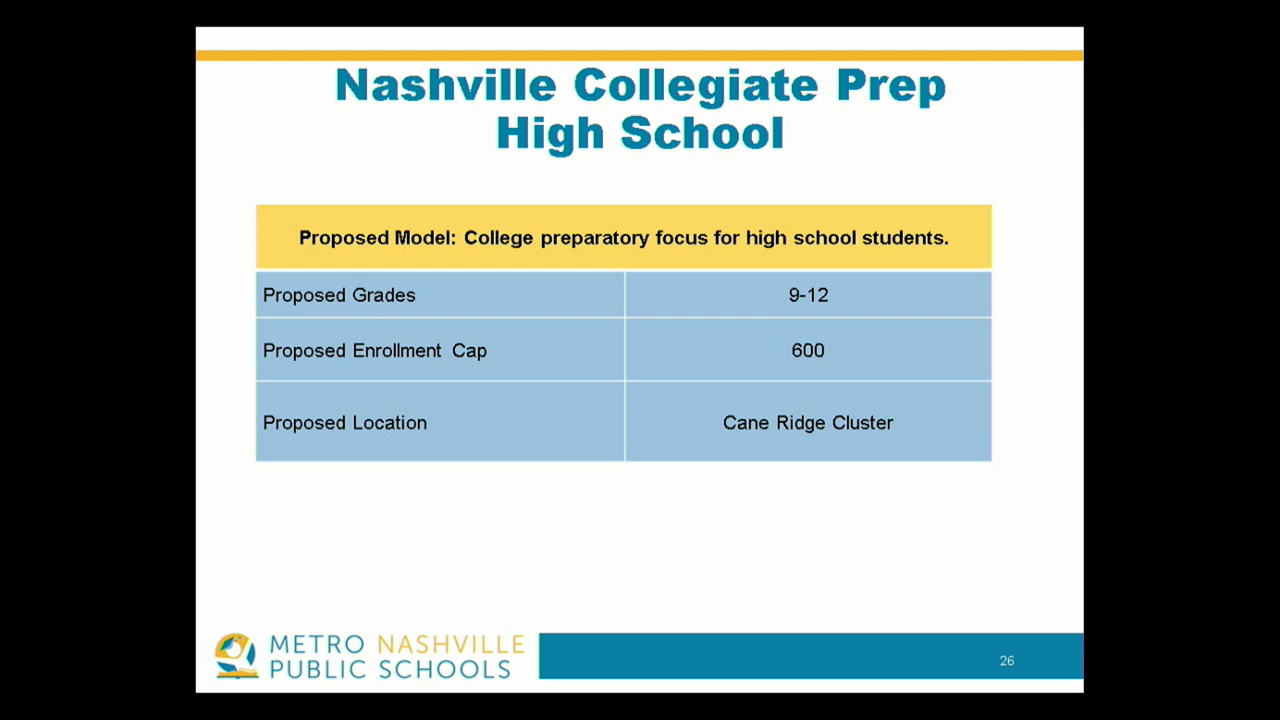 Nashville Collegiate Prep
High School
Proposed Model: College preparatory focus for high school students.
Proposed Grades 9-12
Proposed Enrollment Cap 600
Proposed Location Cane Ridge Cluster
METRO NASHVILLE
PUBLIC SCHOOLS
26